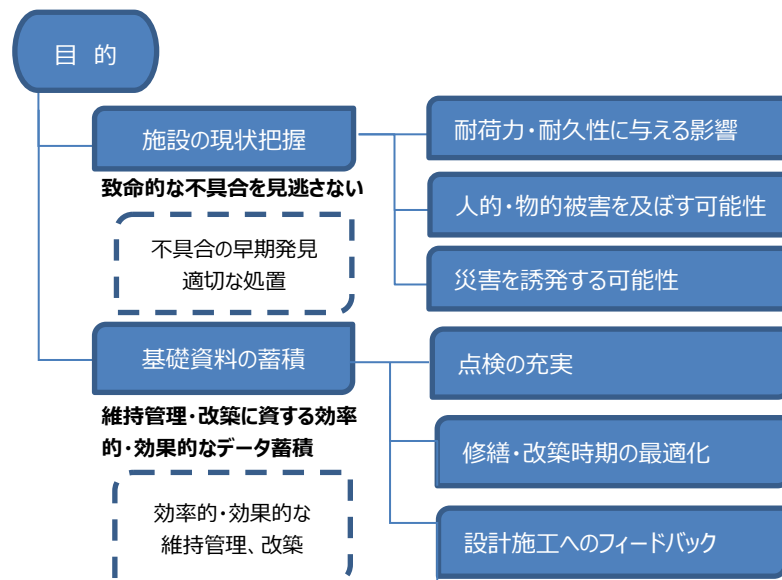 目 的
施設の現状把握
致命的な不具合を見逃さない
不具合の早期発見
適切な処置
耐荷力・耐久性に与える影響
人的・物的被害を及ぼす可能性
災害を誘発する可能性
基礎資料の蓄積
維持管理・改築に資する効率
的・効果的なデータ蓄積
効率的・効果的な
維持管理、改築
点検の充実
修繕・改築時期の最適化
設計施工へのフィードバック